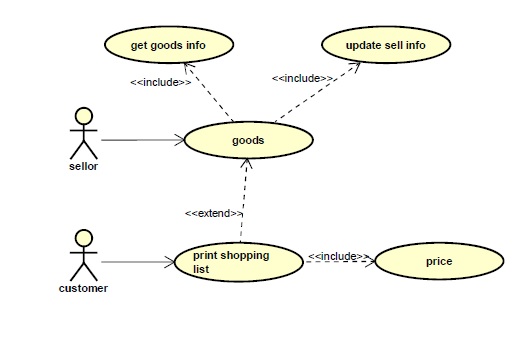 get goods info
update sell info
<<include>>
<<include>>
goods
sellor
<<extend>>
print shopping
list
<<include>>
price
customer